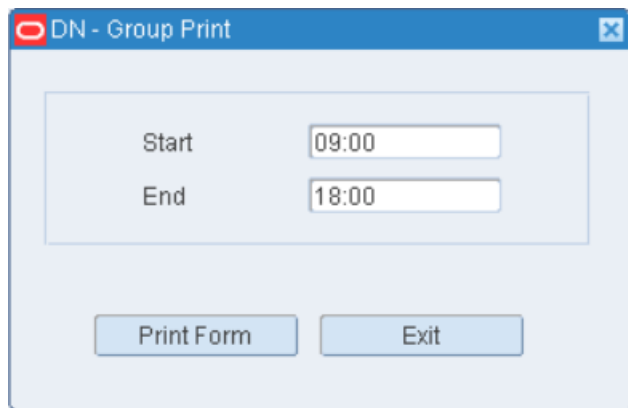 DN - Group Print
Start 09:00
End 18:00
Print Form Exit